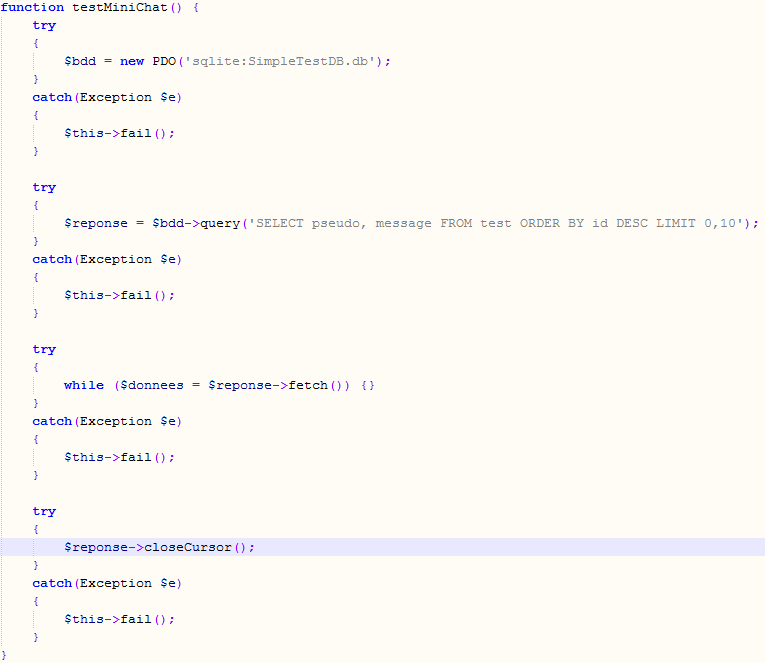 function testMiniChat() {
    try
    {
        $bdd = new PDO('sqlite:SimpleTestDB.db');
    }
    catch(Exception $e)
    {
        $this->fail();
    }

    try
    {
        $reponse = $bdd->query('SELECT pseudo, message FROM test ORDER BY id DESC LIMIT 0,10');
    }
    catch(Exception $e)
    {
        $this->fail();
    }

    try
    {
        while ($donnees = $reponse->fetch()) {}
    }
    catch(Exception $e)
    {
        $this->fail();
    }

    try
    {
        $reponse->closeCursor();
    }
    catch(Exception $e)
    {
        $this->fail();
    }
}